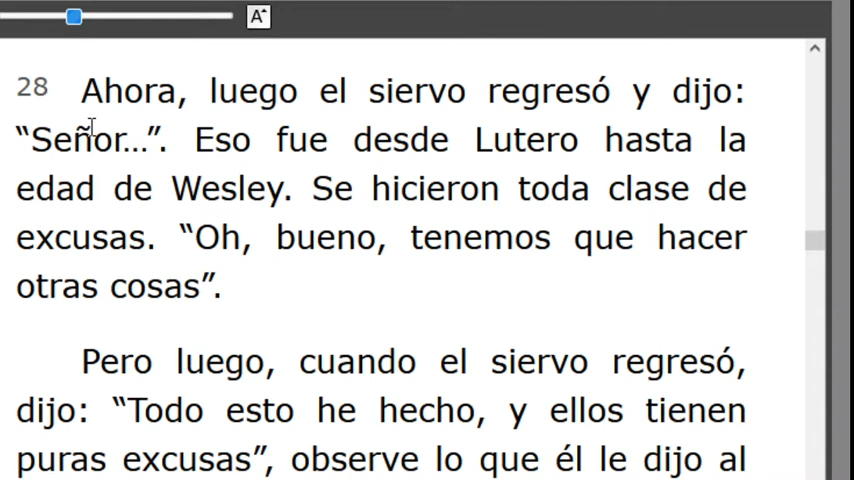 A
28 Ahora, luego el siervo regresó y dijo:
“Señor...”. Eso fue desde Lutero hasta la
edad de Wesley. Se hicieron toda clase de
excusas. “Oh, bueno, tenemos que hacer
otras cosas”.
Pero luego, cuando el siervo regresó,
dijo: “Todo esto he hecho, y ellos tienen
puras excusas”, observe lo que él le dijo al